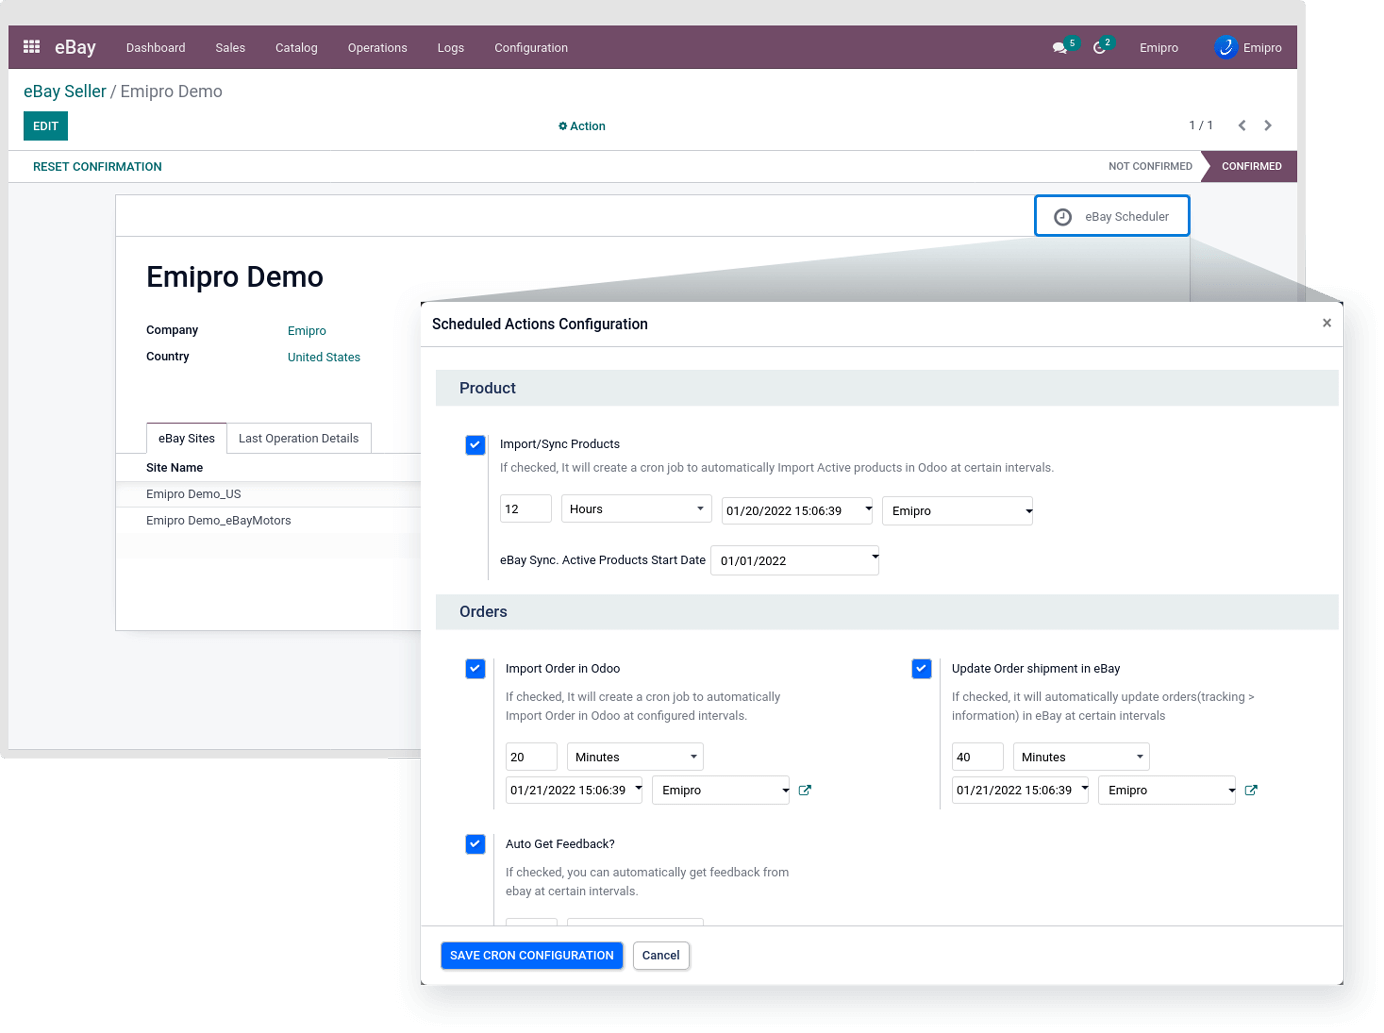 eBay Dashboard Sales Catalog Operations Logs Configuration 5 2 Emipro Emipro
eBay Seller / Emipro Demo
EDIT Action 1 / 1
RESET CONFIRMATION NOT CONFIRMED CONFIRMED
eBay Scheduler
Emipro Demo
Company Emipro
Country United States
eBay Sites Last Operation Details
Site Name
Emipro Demo_US
Emipro Demo_eBayMotors
Scheduled Actions Configuration ×
Product
Import/Sync Products
If checked, It will create a cron job to automatically Import Active products in Odoo at certain intervals.
12 Hours 01/20/2022 15:06:39 Emipro
eBay Sync. Active Products Start Date 01/01/2022
Orders
Import Order in Odoo
If checked, It will create a cron job to automatically
Import Order in Odoo at configured intervals.
20 Minutes
01/21/2022 15:06:39 Emipro
Update Order shipment in eBay
If checked, it will automatically update orders(tracking >
information) in eBay at certain intervals
40 Minutes
01/21/2022 15:06:39 Emipro
Auto Get Feedback?
If checked, you can automatically get feedback from
ebay at certain intervals.
SAVE CRON CONFIGURATION Cancel